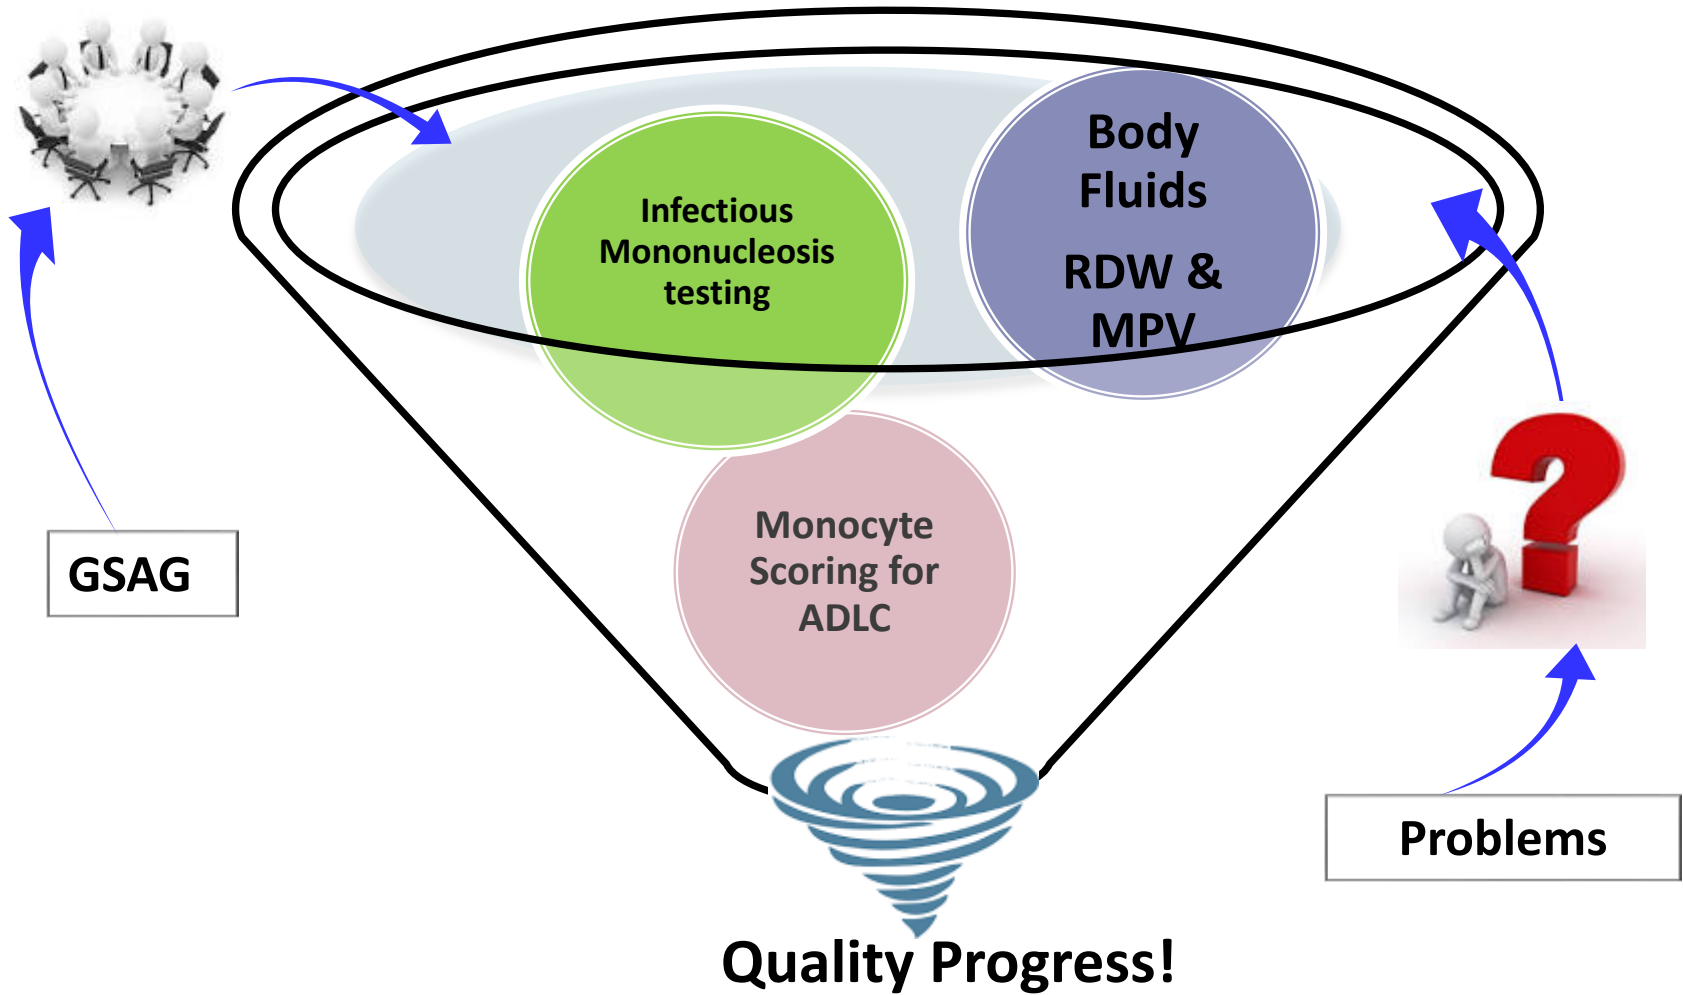 Infectious
Mononucleosis
testing
Body
Fluids
RDW &
MPV
Monocyte
Scoring for
ADLC
GSAG
Problems
Quality Progress!